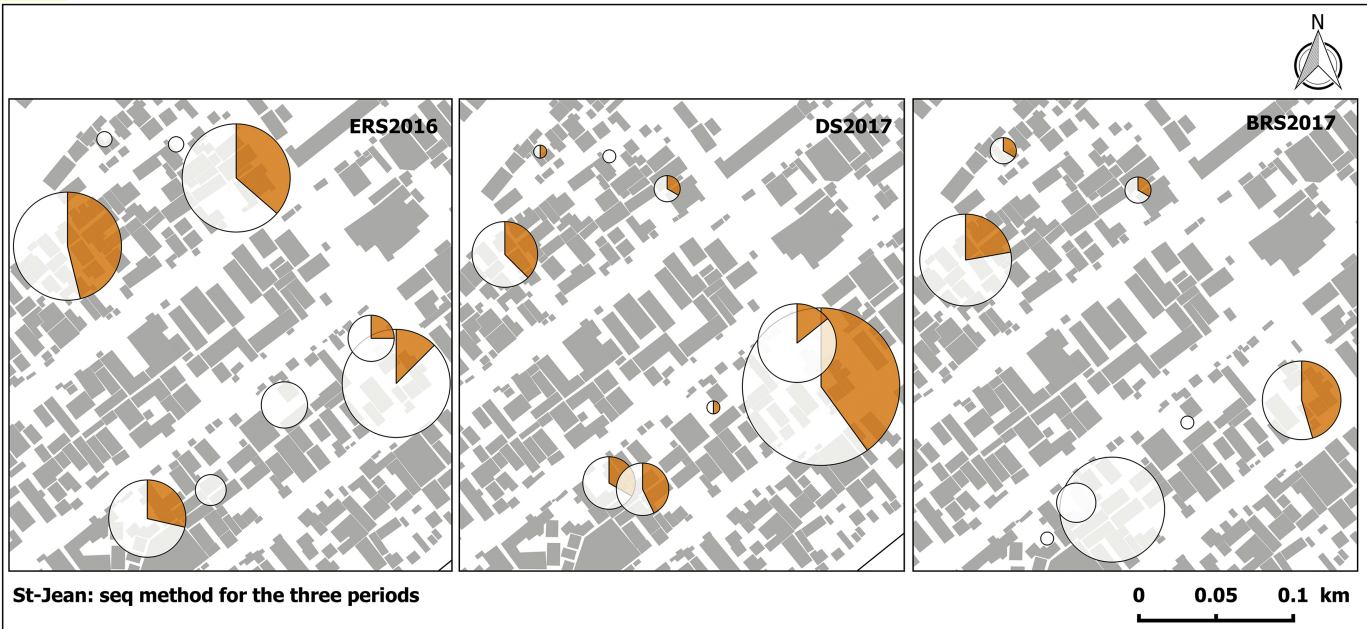 N
ERS2016
DS2017
BRS2017
St-Jean: seq method for the three periods
0 0.05 0.1 km